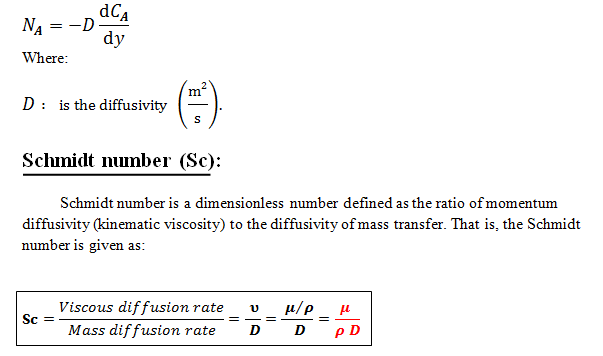 N_A = −D dC_A/dy
Where:
D : is the diffusivity (m²/s).
Schmidt number (Sc):
Schmidt number is a dimensionless number defined as the ratio of momentum
diffusivity (kinematic viscosity) to the diffusivity of mass transfer. That is, the Schmidt
number is given as:
Sc = Viscous diffusion rate/Mass diffusion rate = υ/D = μ/ρ/D = μ/ρ D